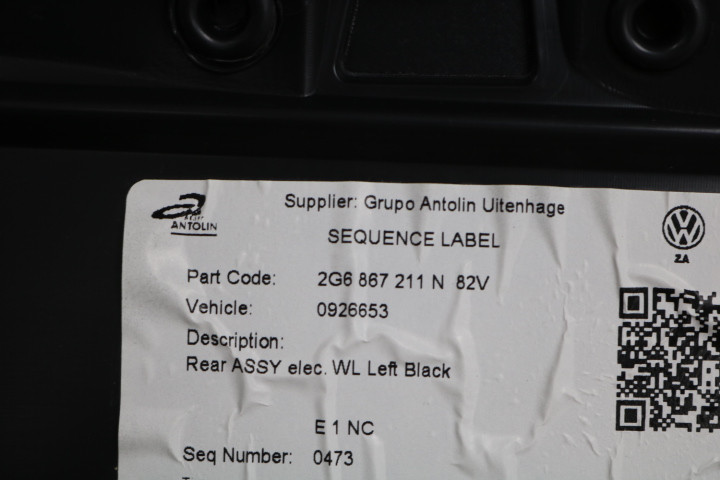 ANTOLIN
Supplier: Grupo Antolin Uitenhage
SEQUENCE LABEL
ZA
Part Code: 2G6 867 211 N 82V
Vehicle: 0926653
Description:
Rear ASSY elec. WL Left Black
E 1 NC
Seq Number: 0473